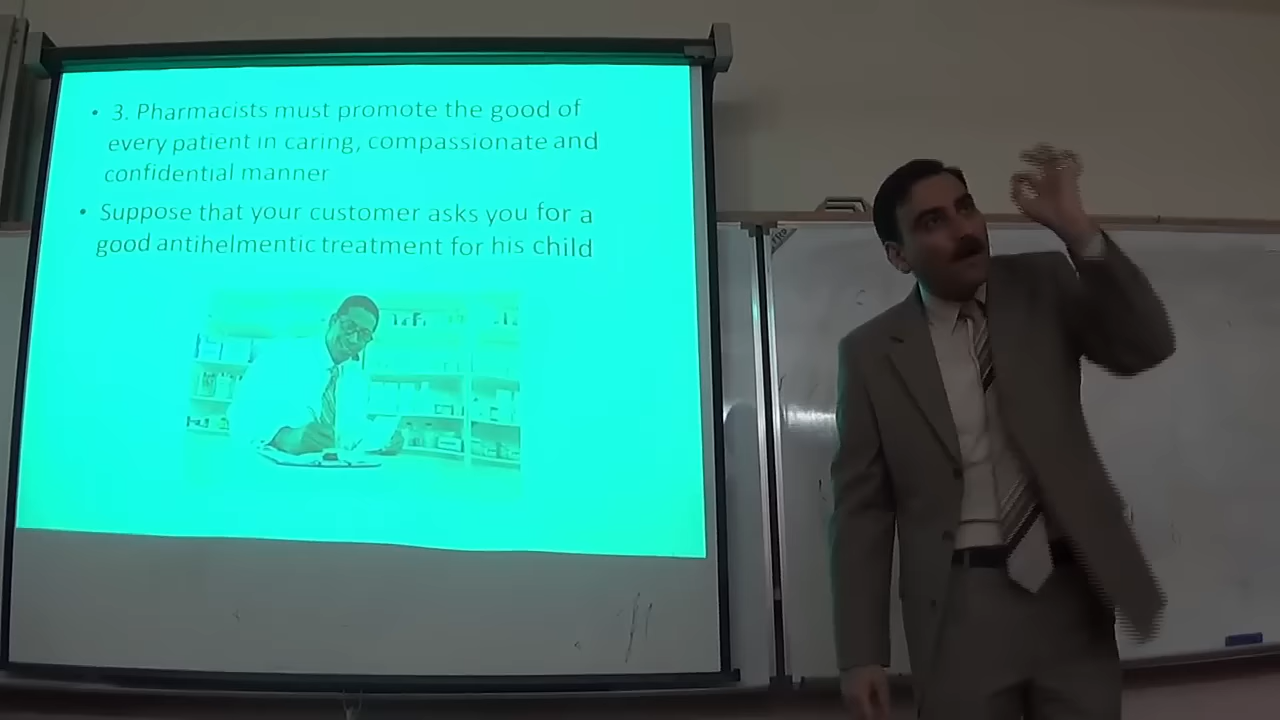 • 3. Pharmacists must promote the good of
every patient in caring, compassionate and
confidential manner
• Suppose that your customer asks you for a
good antihelmentic treatment for his child